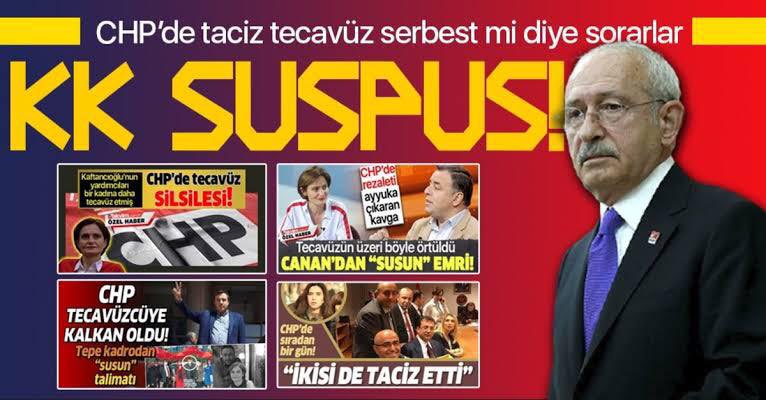 CHP’de taciz tecavüz serbest mi diye sorarlar
KK SUSPUS!
Kaftancıoğlu'nun
yardımcıları
bir kadına daha
tecavüz etmiş
CHP'de tecavüz
SİLSİLESİ!
ÖZEL HABER
CHP
CHP'de
rezaleti
ayyuka
çıkaran
kavga
ÖZEL HABER
Tecavüzün üzeri böyle örtüldü
CANAN'DAN “SUSUN” EMRİ!
CHP
TECAVÜZCÜYE
KALKAN OLDU!
Tepe kadrodan
“susun”
talimatı
CHP'de
sıradan
bir gün!
“İKİSİ DE TACİZ ETTİ”